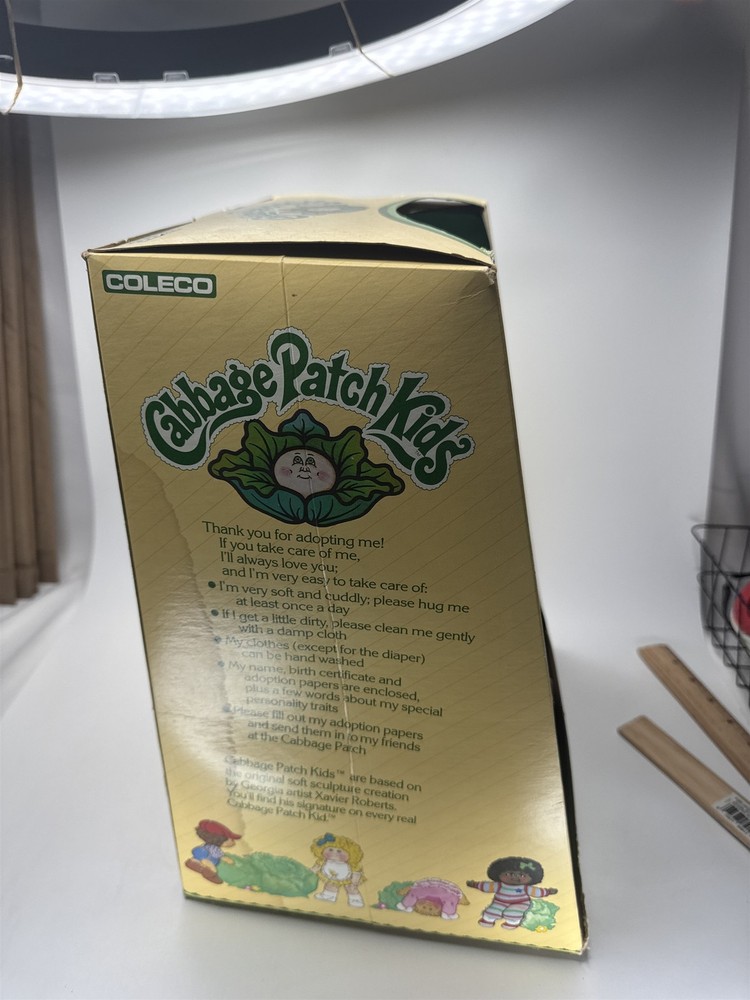 COLECO
Cabbage Patch Kids
Thank you for adopting me!
If you take care of me,
I'll always love you;
and I'm very easy to take care of:
• I'm very soft and cuddly; please hug me
at least once a day
• If I get a little dirty, please clean me gently
with a damp cloth
• My clothes (except for the diaper)
can be hand washed
• My name, birth certificate and
adoption papers are enclosed,
plus a few words about my special
personality traits
• Please fill out my adoption papers
and send them in to my friends
at the Cabbage Patch
Cabbage Patch Kids™ are based on
the original soft sculpture creation
by Georgia artist Xavier Roberts.
You'll find his signature on every real
Cabbage Patch Kid.™